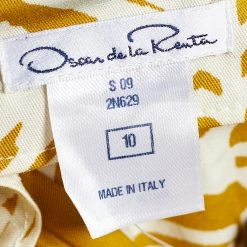 Oscar de la Renta
S 09
2N629
10
MADE IN ITALY